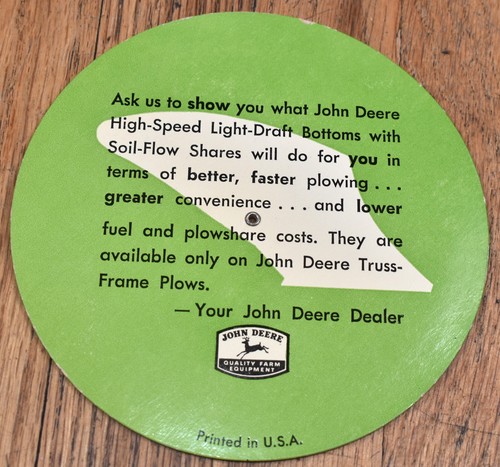 Ask us to show you what John Deere
High-Speed Light-Draft Bottoms with
Soil-Flow Shares will do for you in
terms of better, faster plowing . . .
greater convenience . . . and lower
fuel and plowshare costs. They are
available only on John Deere Truss-
Frame Plows.
— Your John Deere Dealer
JOHN DEERE
QUALITY FARM
EQUIPMENT
Printed in U.S.A.